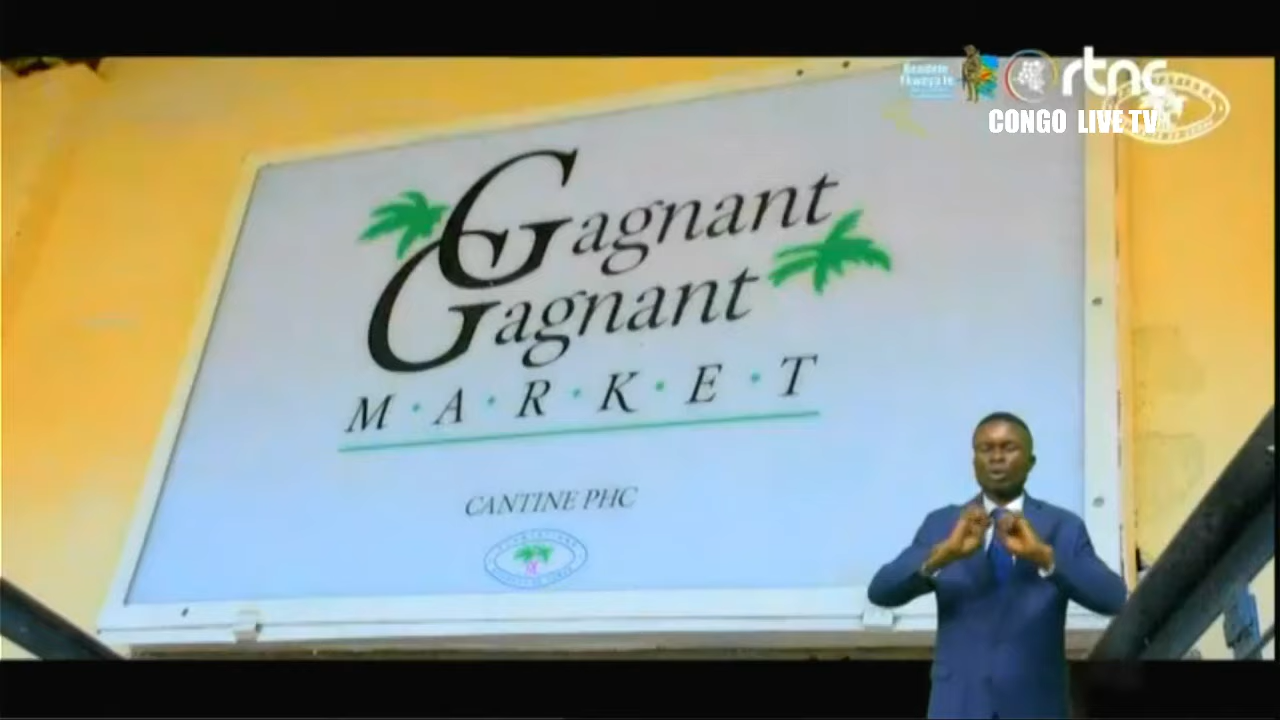 rtnc
CONGO LIVE TV
Gagnant
Gagnant
M·A·R·K·E·T
CANTINE PHC